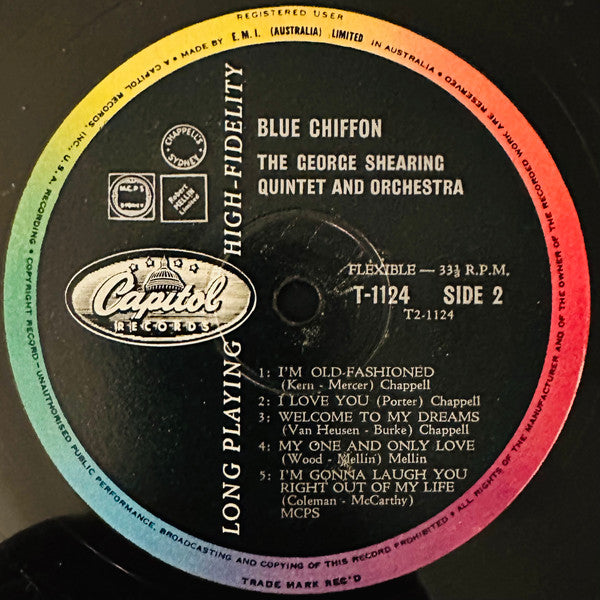 REGISTERED USER
• MADE BY E.M.I. (AUSTRALIA) LIMITED IN AUSTRALIA •
ALL RIGHTS OF THE MANUFACTURER AND OF THE OWNER OF THE RECORDED WORK ARE RESERVED
A CAPITOL RECORDS, INC., U.S.A. RECORDING • COPYRIGHT RECORD — UNAUTHORISED PUBLIC PERFORMANCE, BROADCASTING AND COPYING OF THIS RECORD PROHIBITED •
TRADE MARK REG'D
LONG PLAYING HIGH-FIDELITY
CHAPPELL'S
SYDNEY
M.C.P.S
SYDNEY
Robert
MELLIN
Limited
Capitol
RECORDS
BLUE CHIFFON
THE GEORGE SHEARING
QUINTET AND ORCHESTRA
FLEXIBLE — 33⅓ R.P.M.
T-1124 SIDE 2
T2-1124
1: I'M OLD-FASHIONED
(Kern - Mercer) Chappell
2: I LOVE YOU (Porter) Chappell
3: WELCOME TO MY DREAMS
(Van Heusen - Burke) Chappell
4: MY ONE AND ONLY LOVE
(Wood - Mellin) Mellin
5: I'M GONNA LAUGH YOU
RIGHT OUT OF MY LIFE
(Coleman - McCarthy)
MCPS